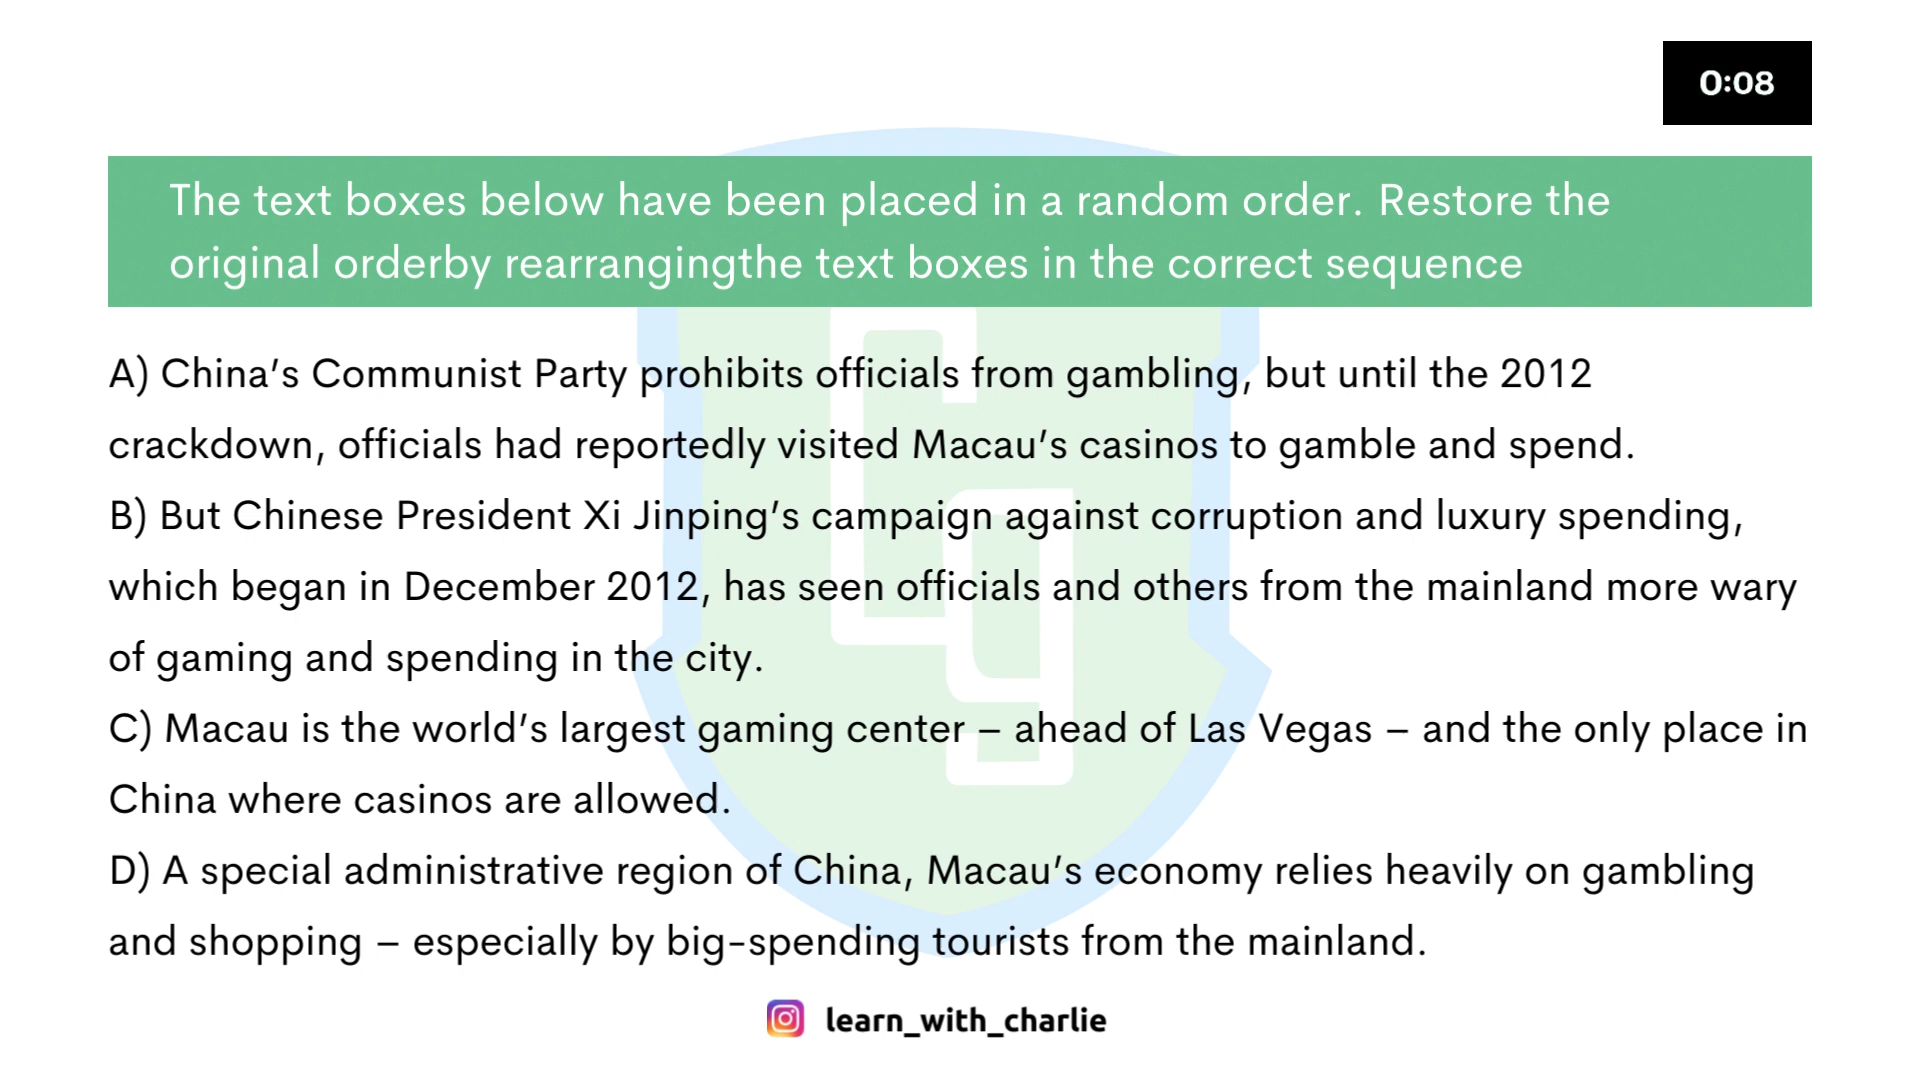 0:08
The text boxes below have been placed in a random order. Restore the
original orderby rearrangingthe text boxes in the correct sequence
A) China’s Communist Party prohibits officials from gambling, but until the 2012
crackdown, officials had reportedly visited Macau’s casinos to gamble and spend.
B) But Chinese President Xi Jinping’s campaign against corruption and luxury spending,
which began in December 2012, has seen officials and others from the mainland more wary
of gaming and spending in the city.
C) Macau is the world’s largest gaming center – ahead of Las Vegas – and the only place in
China where casinos are allowed.
D) A special administrative region of China, Macau’s economy relies heavily on gambling
and shopping – especially by big-spending tourists from the mainland.
learn_with_charlie